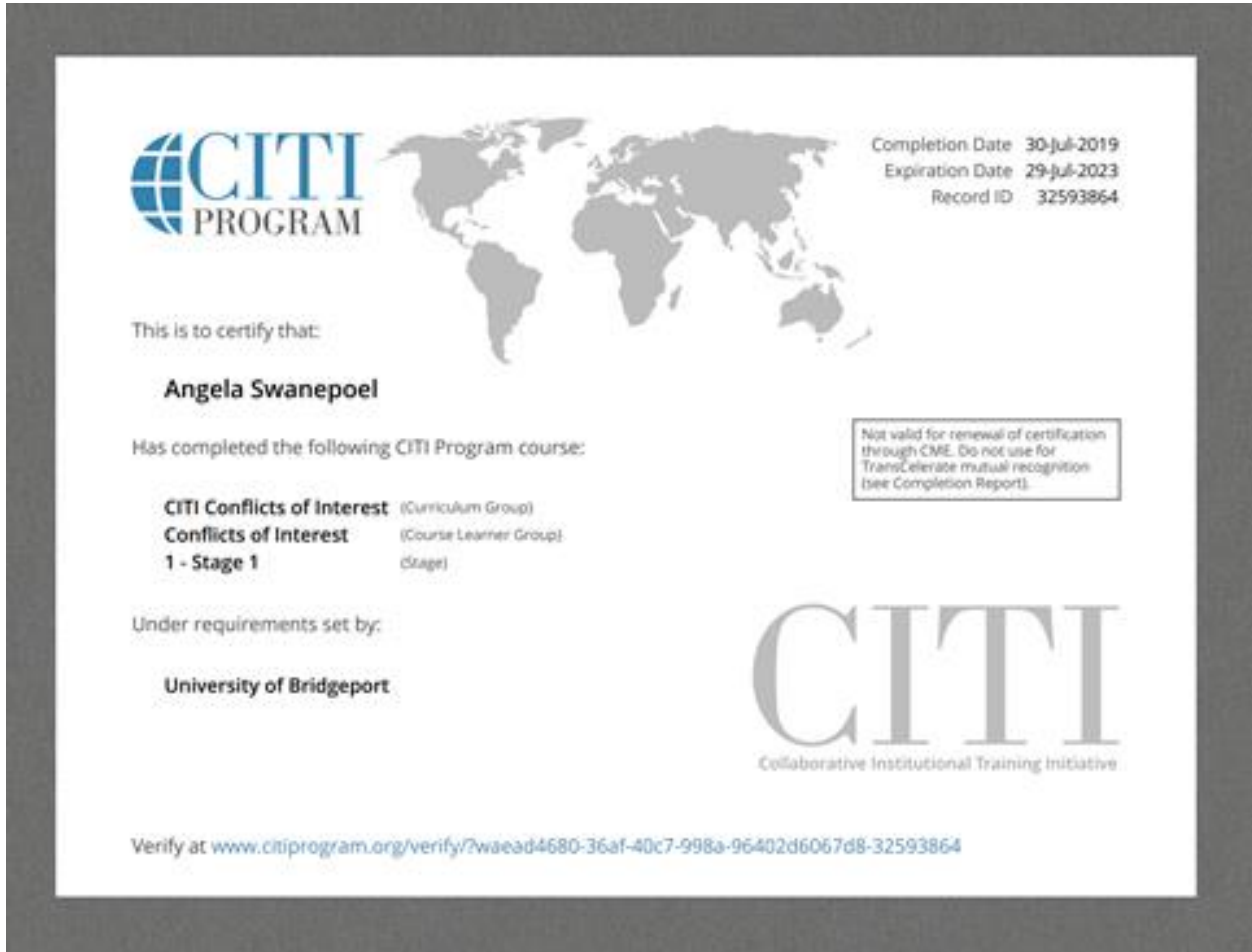 CITI
PROGRAM
Completion Date 30-Jul-2019
Expiration Date 29-Jul-2023
Record ID 32593864
This is to certify that:
Angela Swanepoel
Has completed the following CITI Program course:
Not valid for renewal of certification
through CME. Do not use for
TransCelerate mutual recognition
(see Completion Report).
CITI Conflicts of Interest (Curriculum Group)
Conflicts of Interest (Course Learner Group)
1 - Stage 1 (Stage)
Under requirements set by:
University of Bridgeport
CITI
Collaborative Institutional Training Initiative
Verify at www.citiprogram.org/verify/?waead4680-36af-40c7-998a-96402d6067d8-32593864